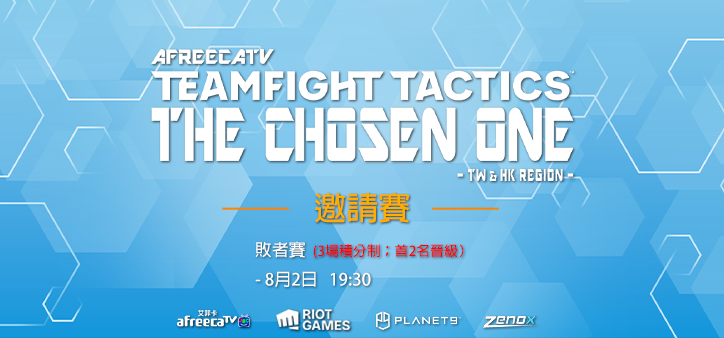 AFREECATV
TEAMFIGHT TACTICS™
THE CHOSEN ONE
- TW & HK REGION -
邀請賽
敗者賽 (3場積分制；首2名晉級)
- 8月2日 19:30
艾菲卡
afreecaTV
RIOT
GAMES
PLANET9
ZENOX